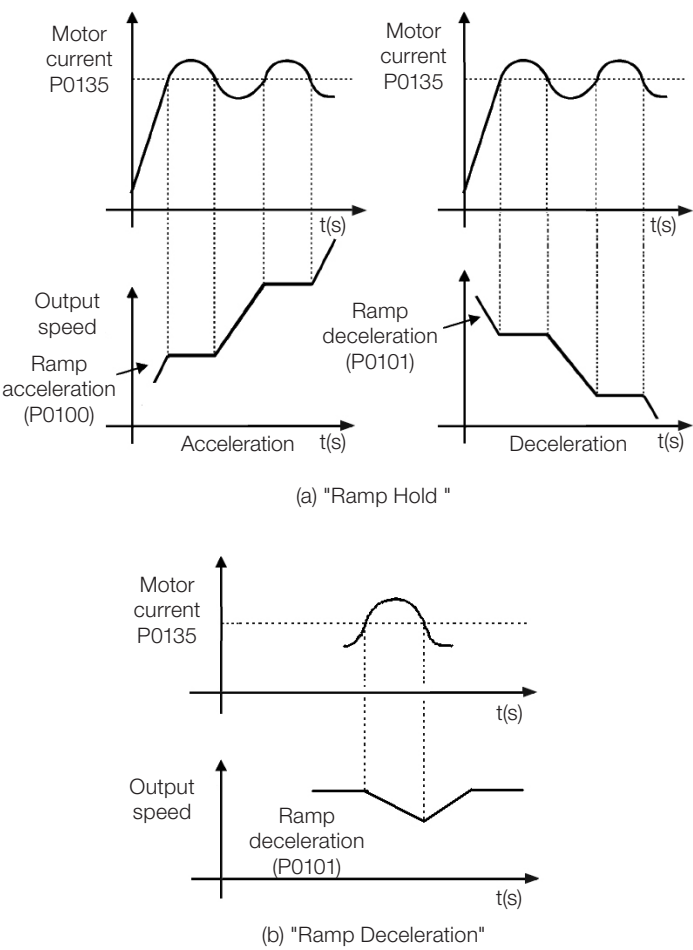 Motor
current
P0135
t(s)
Output
speed
Ramp
acceleration
(P0100)
Acceleration
t(s)
Motor
current
P0135
t(s)
Ramp
deceleration
(P0101)
Deceleration
t(s)
(a) "Ramp Hold "
Motor
current
P0135
t(s)
Output
speed
Ramp
deceleration
(P0101)
t(s)
(b) "Ramp Deceleration"